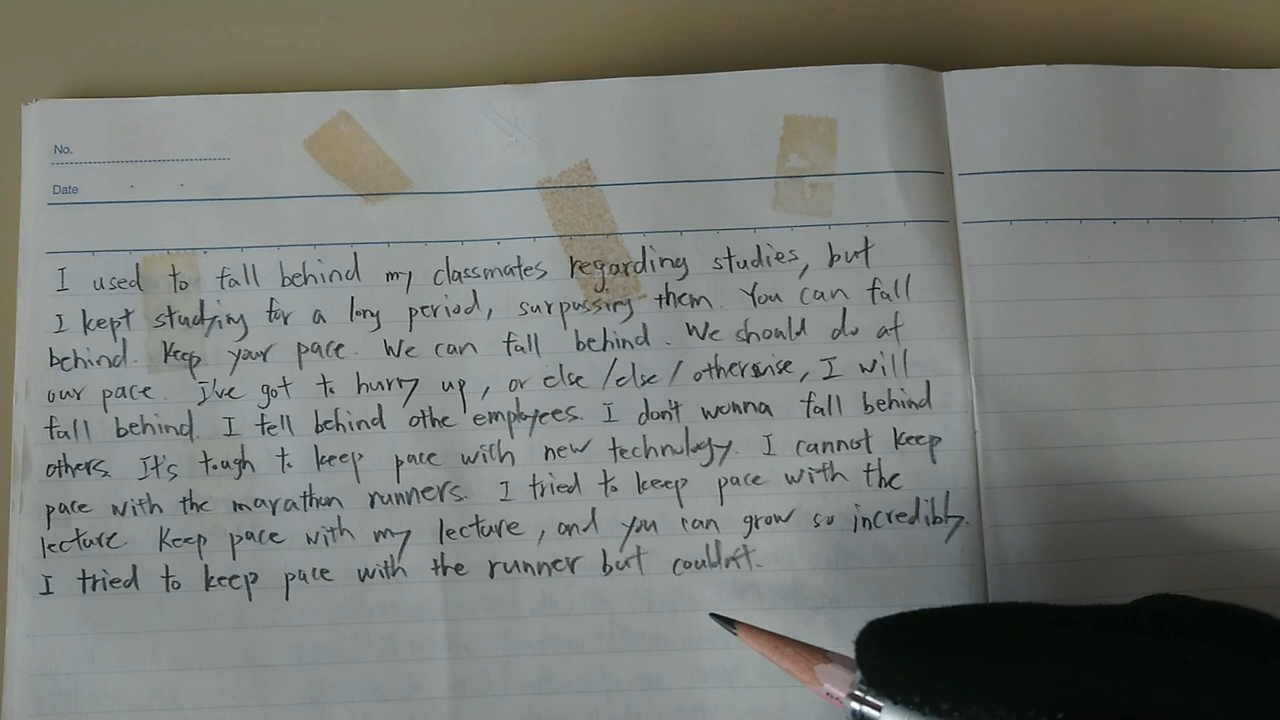 No.
Date
I used to fall behind my classmates regarding studies, but
I kept studying for a long period, surpassing them. You can fall
behind. Keep your pace. We can fall behind. We should do at
our pace. I've got to hurry up, or else /else / otherwise, I will
fall behind. I fell behind othe employees. I don't wanna fall behind
others. It's tough to keep pace with new technology. I cannot keep
pace with the marathon runners. I tried to keep pace with the
lecture. Keep pace with my lecture, and you can grow so incredibly.
I tried to keep pace with the runner but couldn't.